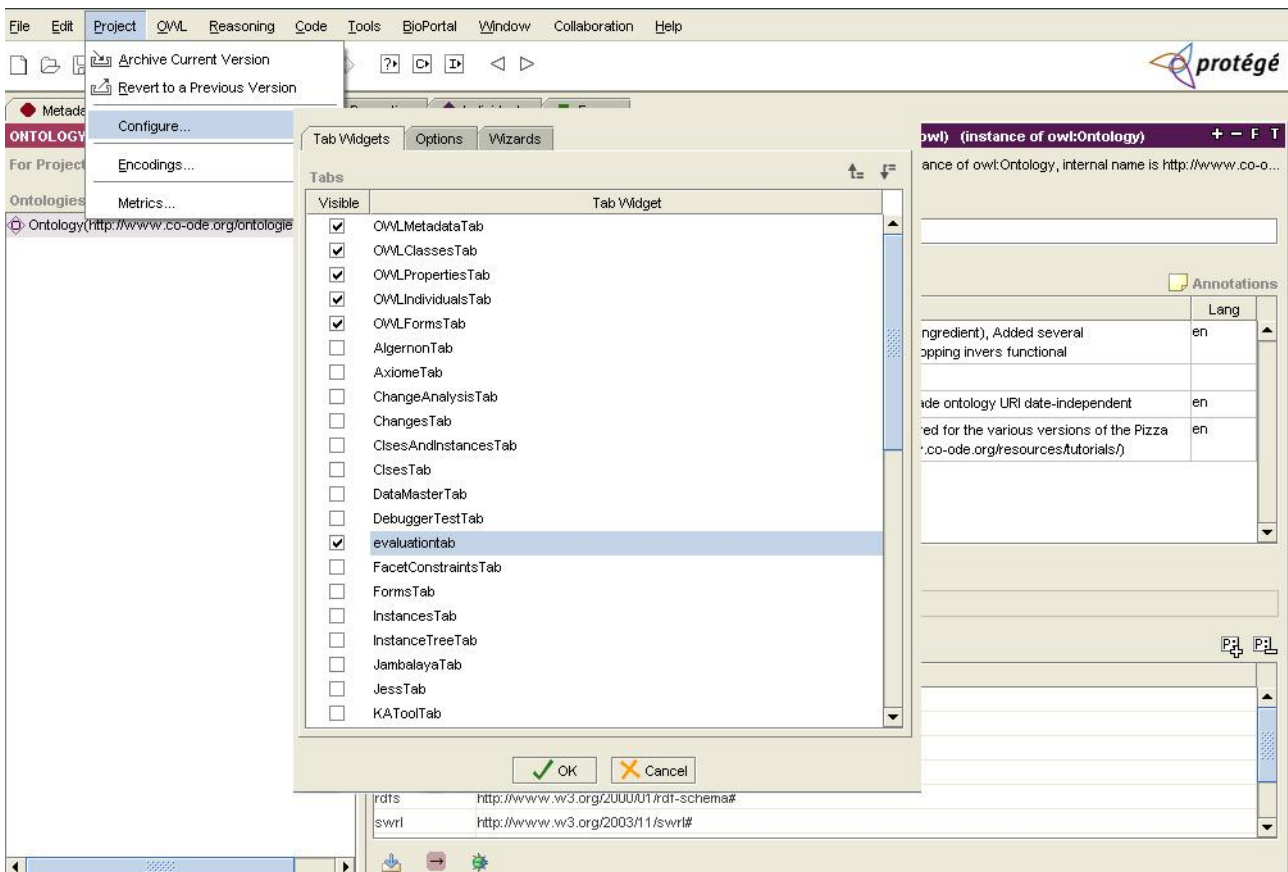 File Edit Project OWL Reasoning Code Tools BioPortal Window Collaboration Help
Archive Current Version
Revert to a Previous Version
Configure...
Encodings...
Metrics...
protégé
Metada
ONTOLOGY
For Project
Ontologies
Ontology(http://www.co-ode.org/ontologie
Tab Widgets Options Wizards
Tabs
Visible Tab Widget
OWLMetadataTab
OWLClassesTab
OWLPropertiesTab
OWLIndividualsTab
OWLFormsTab
AlgernonTab
AxiomeTab
ChangeAnalysisTab
ChangesTab
ClsesAndInstancesTab
ClsesTab
DataMasterTab
DebuggerTestTab
evaluationtab
FacetConstraintsTab
FormsTab
InstancesTab
InstanceTreeTab
JambalayaTab
JessTab
KAToolTab
OK Cancel
owl) (instance of owl:Ontology) + − F T
ance of owl:Ontology, internal name is http://www.co-o...
Annotations
Lang
ngredient), Added several en
opping invers functional
ade ontology URI date-independent en
red for the various versions of the Pizza en
.co-ode.org/resources/tutorials/)
rdfs http://www.w3.org/2000/01/rdf-schema#
swrl http://www.w3.org/2003/11/swrl#